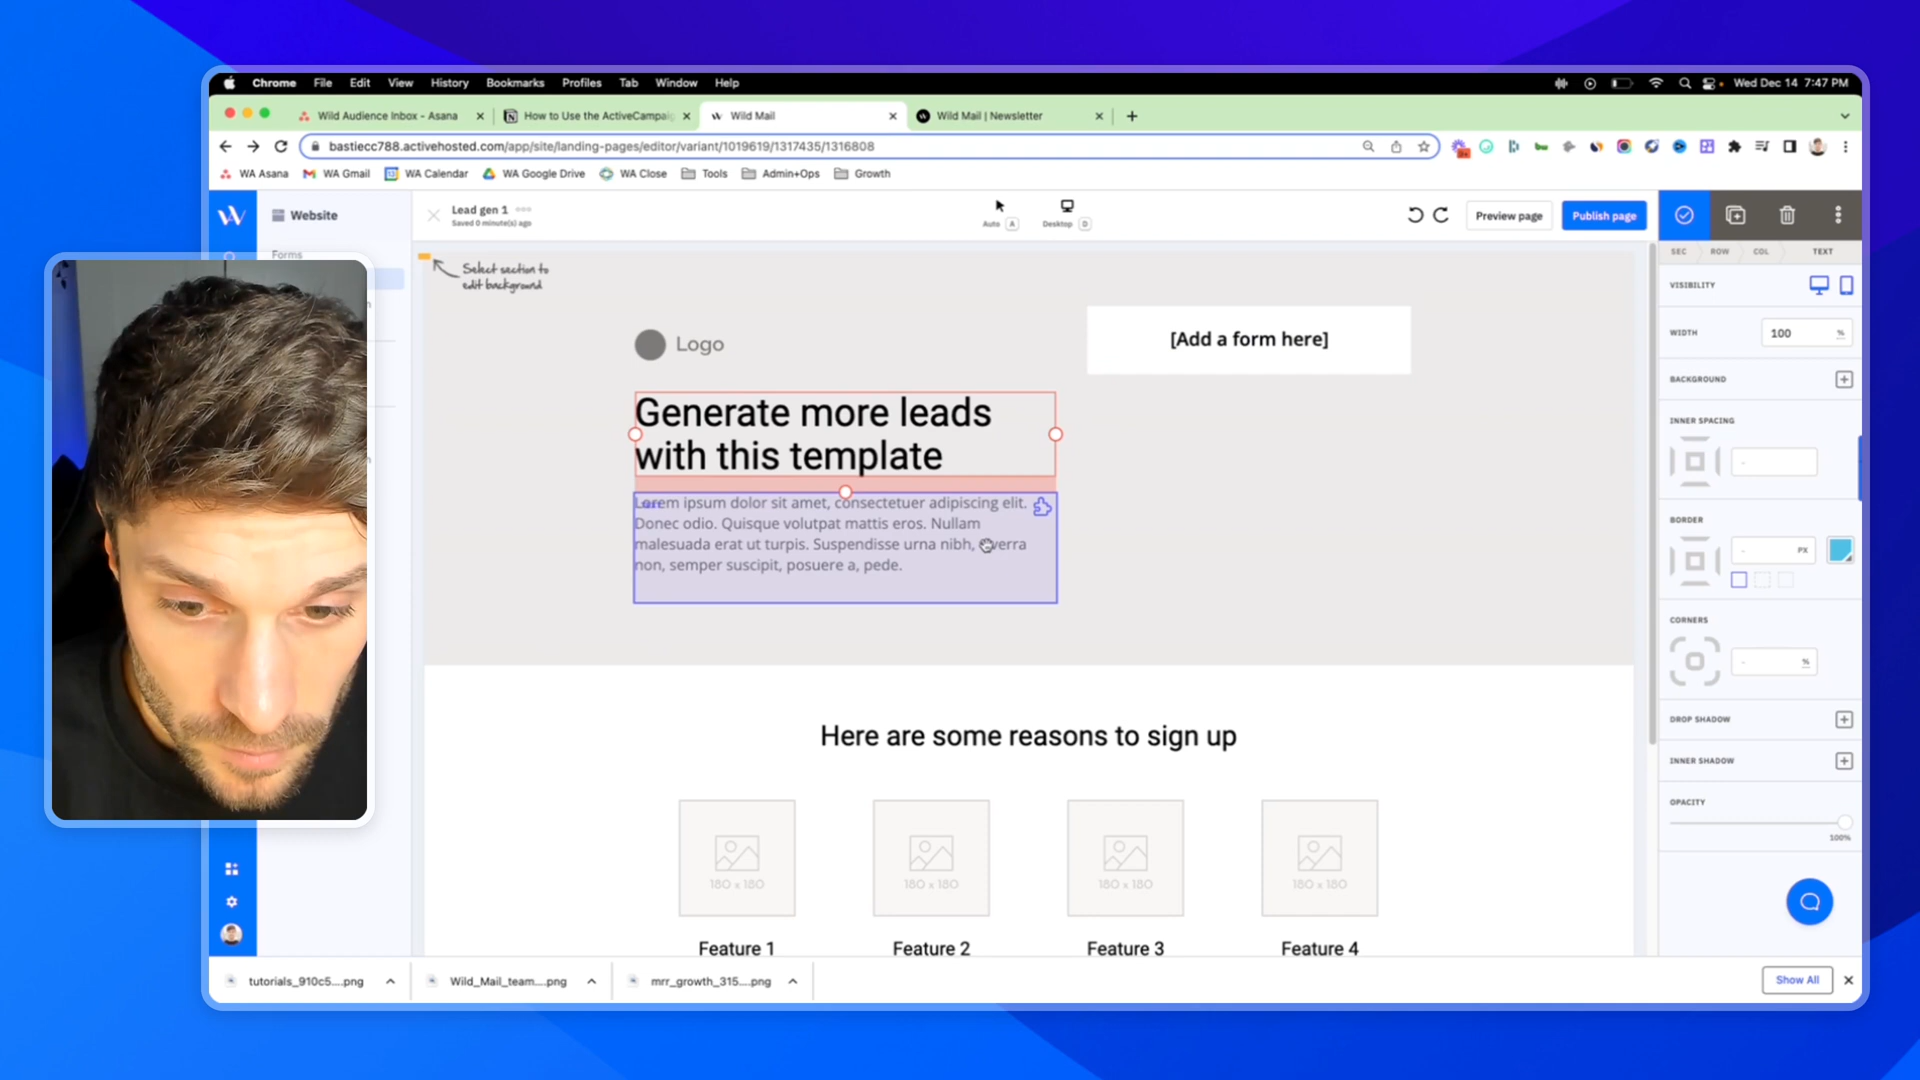 Chrome File Edit View History Bookmarks Profiles Tab Window Help
Wed Dec 14 7:47 PM
Wild Audience Inbox - Asana
How to Use the ActiveCampaig
Wild Mail
Wild Mail | Newsletter
bastiecc788.activehosted.com/app/site/landing-pages/editor/variant/1019619/1317435/1316808
WA Asana WA Gmail WA Calendar WA Google Drive WA Close Tools Admin+Ops Growth
Website
Forms
Lead gen 1
Saved 0 minute(s) ago
Auto A
Desktop D
Preview page
Publish page
SEC ROW COL TEXT
Select section to
edit background
Logo
[Add a form here]
Generate more leads
with this template
Lorem ipsum dolor sit amet, consectetuer adipiscing elit.
Donec odio. Quisque volutpat mattis eros. Nullam
malesuada erat ut turpis. Suspendisse urna nibh,
non, semper suscipit, posuere a, pede.
Here are some reasons to sign up
180 x 180
180 x 180
180 x 180
180 x 180
Feature 1
Feature 2
Feature 3
Feature 4
VISIBILITY
WIDTH
100 %
BACKGROUND
INNER SPACING
-
BORDER
- PX
CORNERS
- %
DROP SHADOW
INNER SHADOW
OPACITY
100%
tutorials_910c5....png
Wild_Mail_team....png
mrr_growth_315....png
Show All